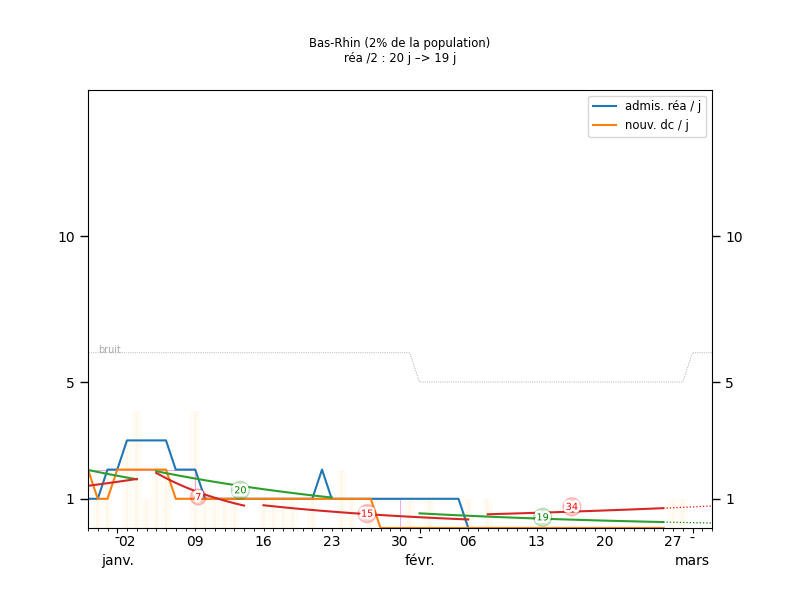 Bas-Rhin (2% de la population)
réa /2 : 20 j –> 19 j
admis. réa / j
nouv. dc / j
10
10
bruit
5
5
20
7
15
34
19
1
1
02
09
16
23
30
06
13
20
27
janv.
févr.
mars